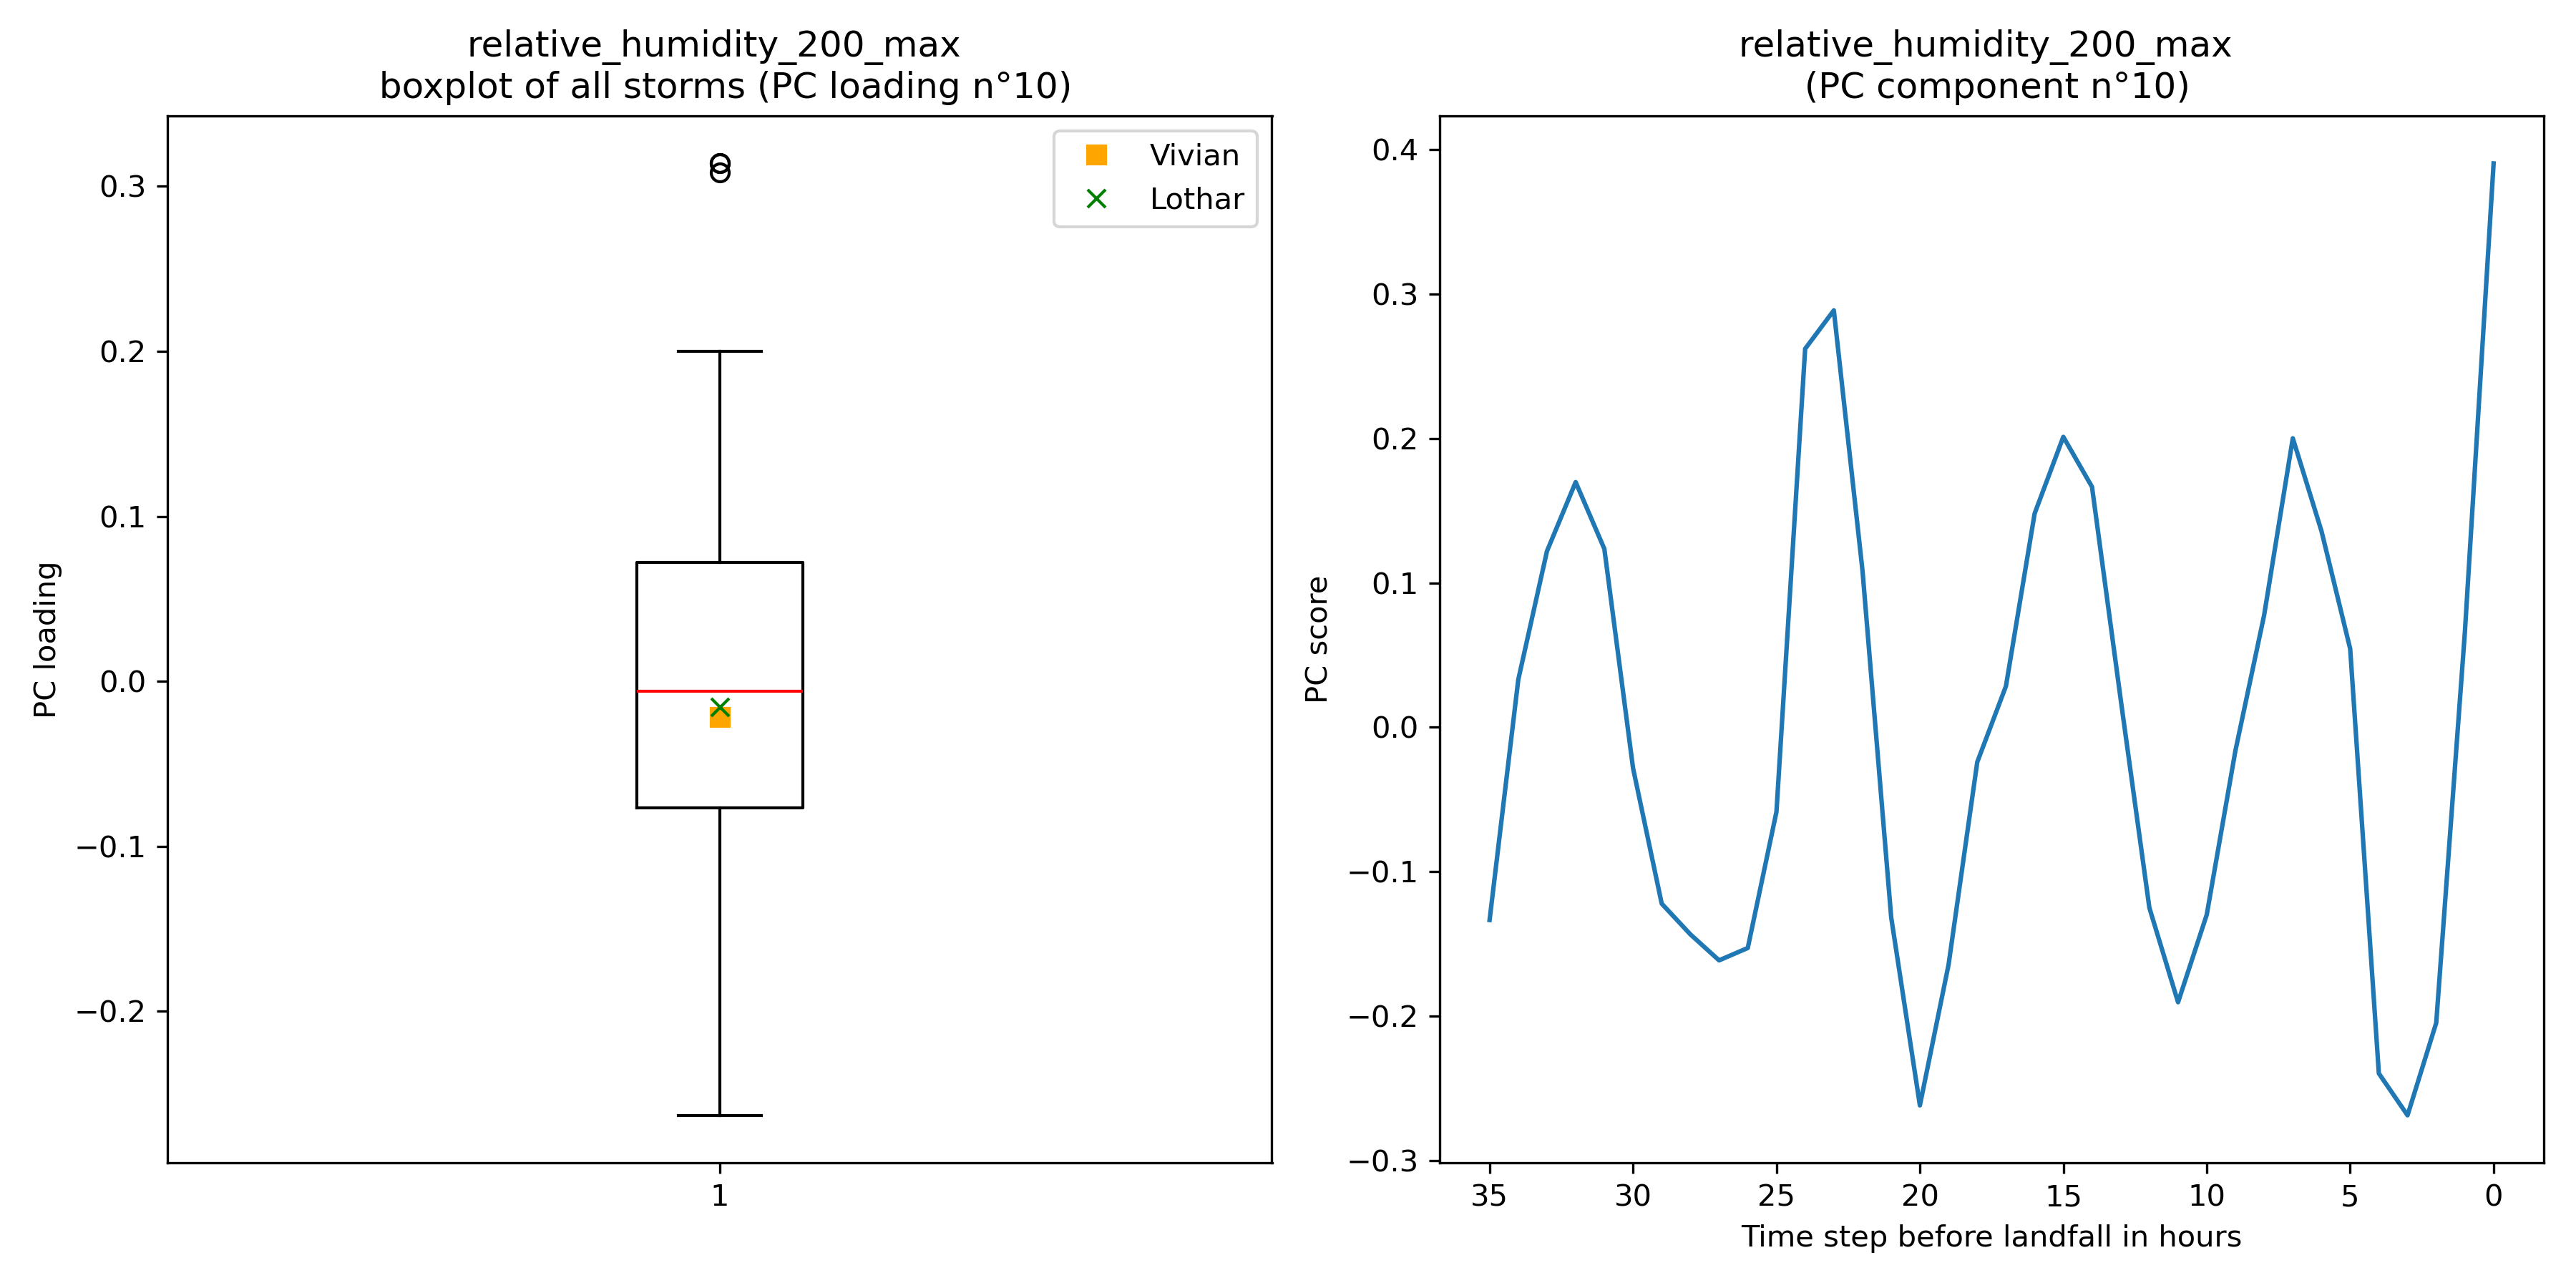 relative_humidity_200_max
boxplot of all storms (PC loading n°10)
Vivian
Lothar
0.3
0.2
0.1
0.0
−0.1
−0.2
PC loading
1
relative_humidity_200_max
(PC component n°10)
0.4
0.3
0.2
0.1
0.0
−0.1
−0.2
−0.3
PC score
35 30 25 20 15 10 5 0
Time step before landfall in hours